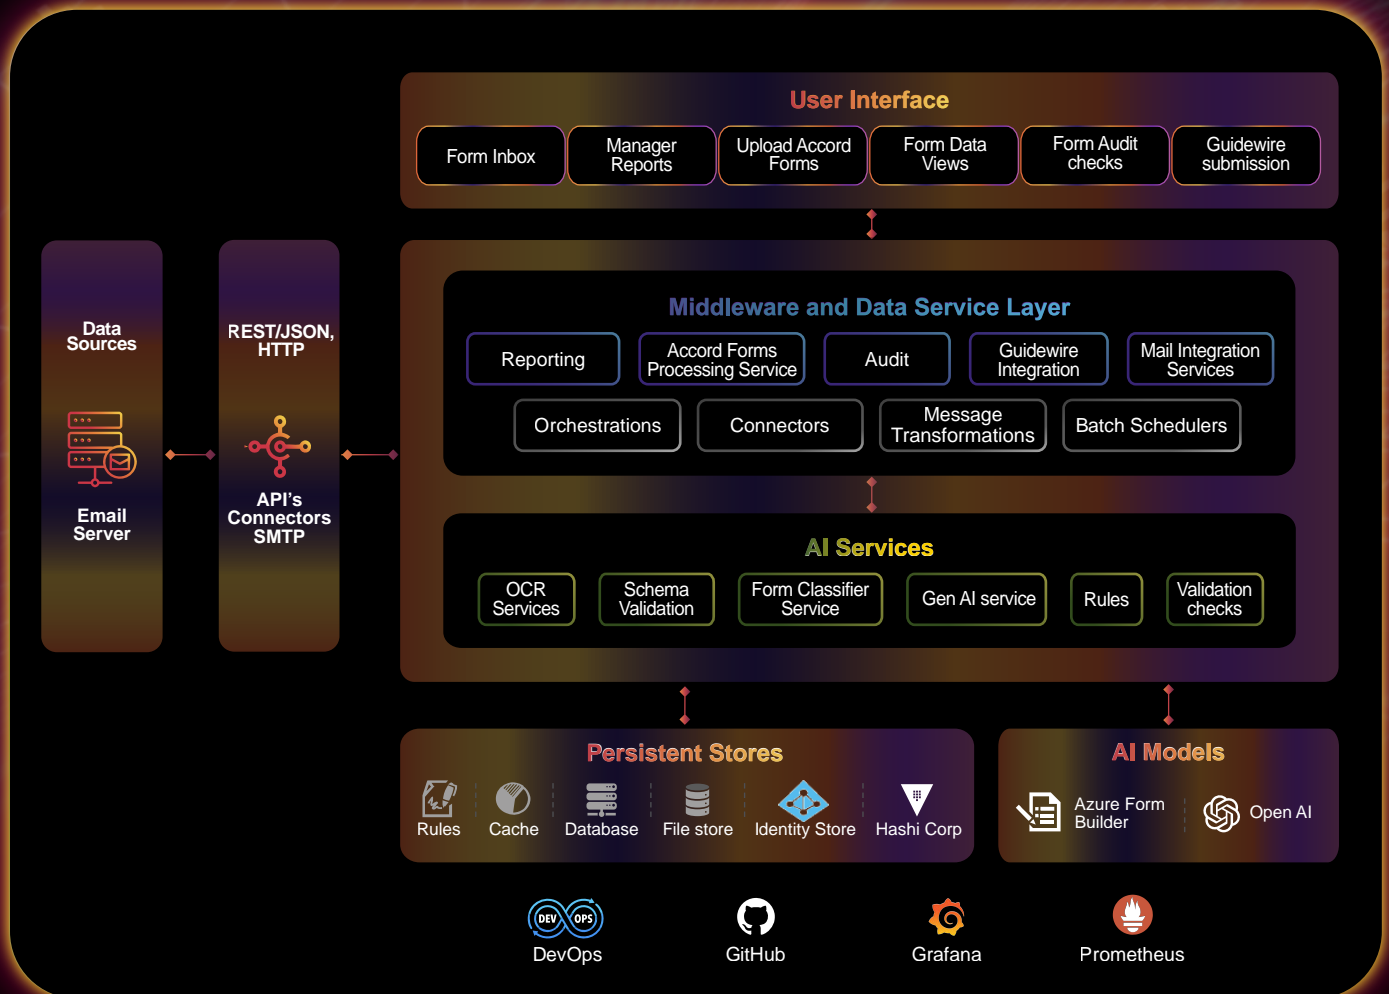 User Interface
Form Inbox
Manager
Reports
Upload Accord
Forms
Form Data
Views
Form Audit
checks
Guidewire
submission
Data
Sources
Email
Server
REST/JSON,
HTTP
API's
Connectors
SMTP
Middleware and Data Service Layer
Reporting
Accord Forms
Processing Service
Audit
Guidewire
Integration
Mail Integration
Services
Orchestrations
Connectors
Message
Transformations
Batch Schedulers
AI Services
OCR
Services
Schema
Validation
Form Classifier
Service
Gen AI service
Rules
Validation
checks
Persistent Stores
Rules
Cache
Database
File store
Identity Store
Hashi Corp
AI Models
Azure Form
Builder
Open AI
DEV OPS
DevOps
GitHub
Grafana
Prometheus